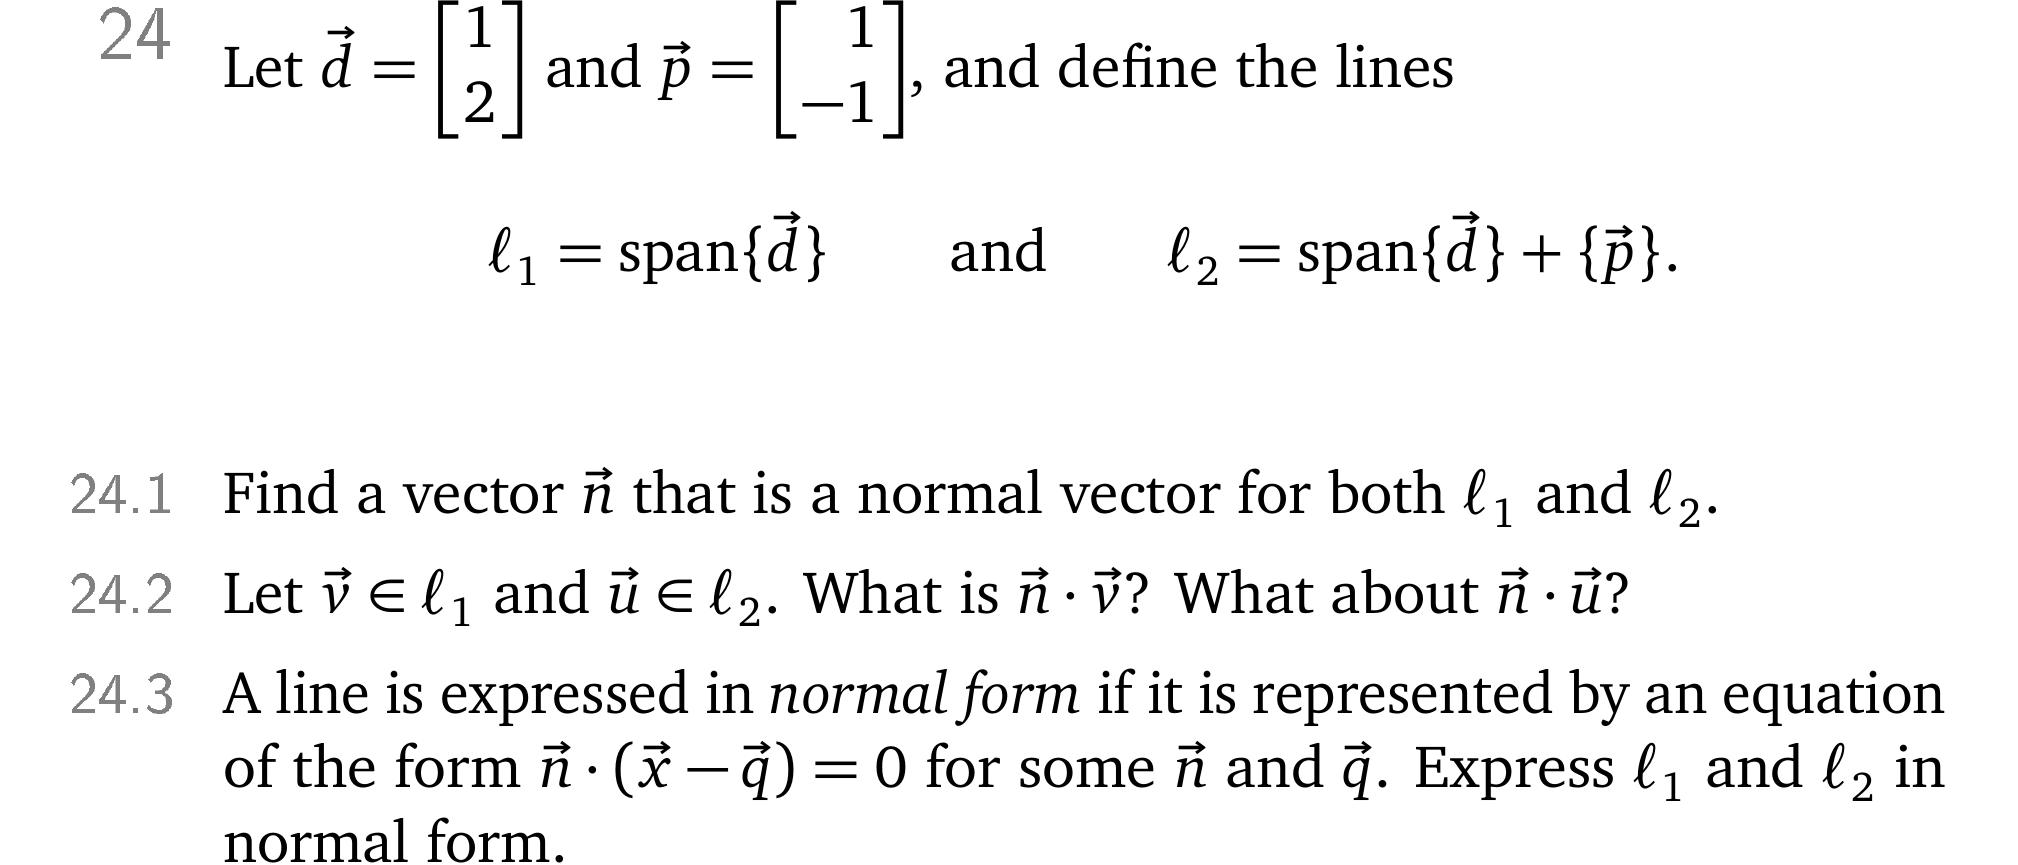 24 Let $\vec{d} = \begin{bmatrix} 1 \\ 2 \end{bmatrix}$ and $\vec{p} = \begin{bmatrix} 1 \\ -1 \end{bmatrix}$, and define the lines
$\ell_1 = \text{span}\{\vec{d}\}$ and $\ell_2 = \text{span}\{\vec{d}\} + \{\vec{p}\}.$
24.1 Find a vector $\vec{n}$ that is a normal vector for both $\ell_1$ and $\ell_2$.
24.2 Let $\vec{v} \in \ell_1$ and $\vec{u} \in \ell_2$. What is $\vec{n} \cdot \vec{v}$? What about $\vec{n} \cdot \vec{u}$?
24.3 A line is expressed in normal form if it is represented by an equation
of the form $\vec{n} \cdot (\vec{x} - \vec{q}) = 0$ for some $\vec{n}$ and $\vec{q}$. Express $\ell_1$ and $\ell_2$ in
normal form.